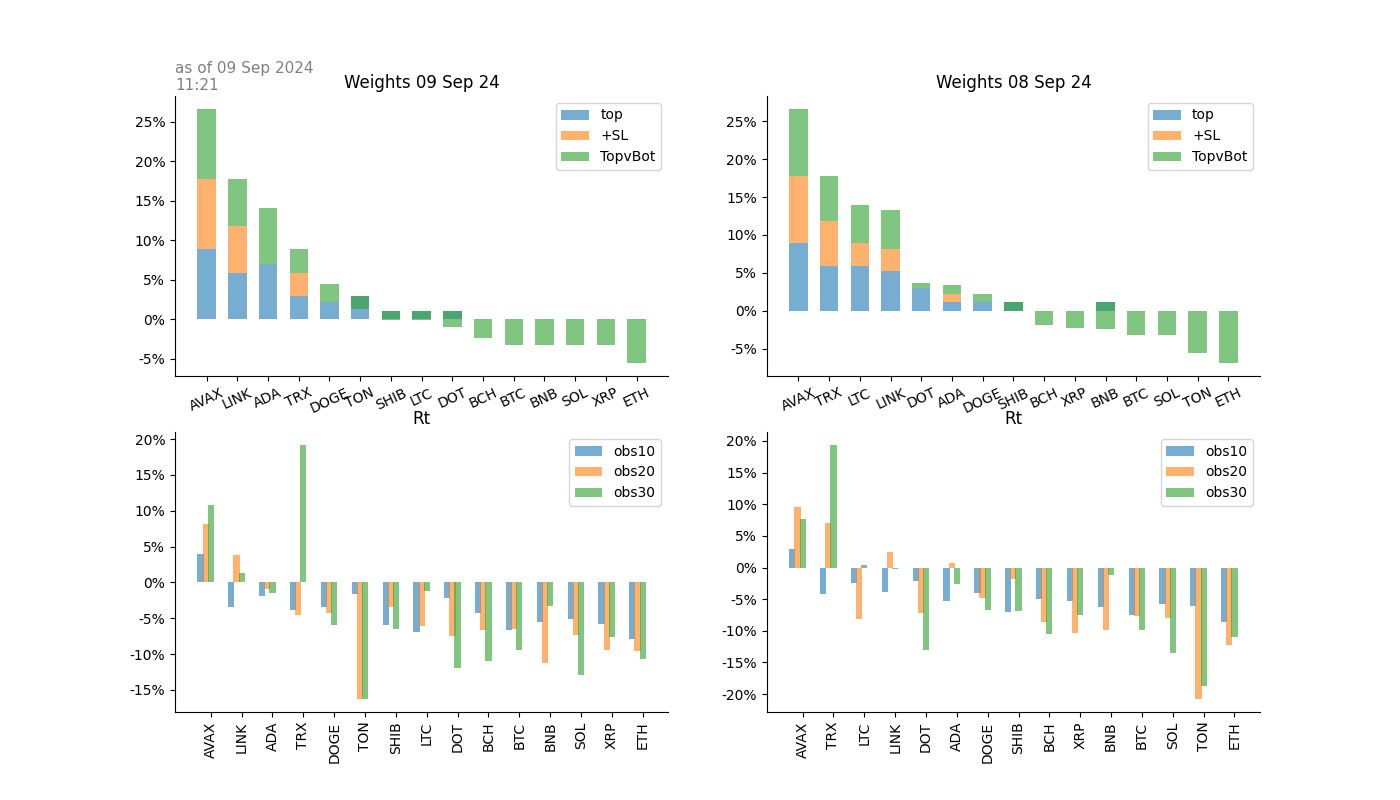 as of 09 Sep 2024
11:21
Weights 09 Sep 24
25%
20%
15%
10%
5%
0%
-5%
top
+SL
TopvBot
AVAX LINK ADA TRX DOGE TON SHIB LTC DOT BCH BTC BNB SOL XRP ETH
Weights 08 Sep 24
25%
20%
15%
10%
5%
0%
-5%
top
+SL
TopvBot
AVAX TRX LTC LINK DOT ADA DOGE SHIB BCH XRP BNB BTC SOL TON ETH
Rt
20%
15%
10%
5%
0%
-5%
-10%
-15%
obs10
obs20
obs30
AVAX LINK ADA TRX DOGE TON SHIB LTC DOT BCH BTC BNB SOL XRP ETH
Rt
20%
15%
10%
5%
0%
-5%
-10%
-15%
-20%
obs10
obs20
obs30
AVAX TRX LTC LINK DOT ADA DOGE SHIB BCH XRP BNB BTC SOL TON ETH